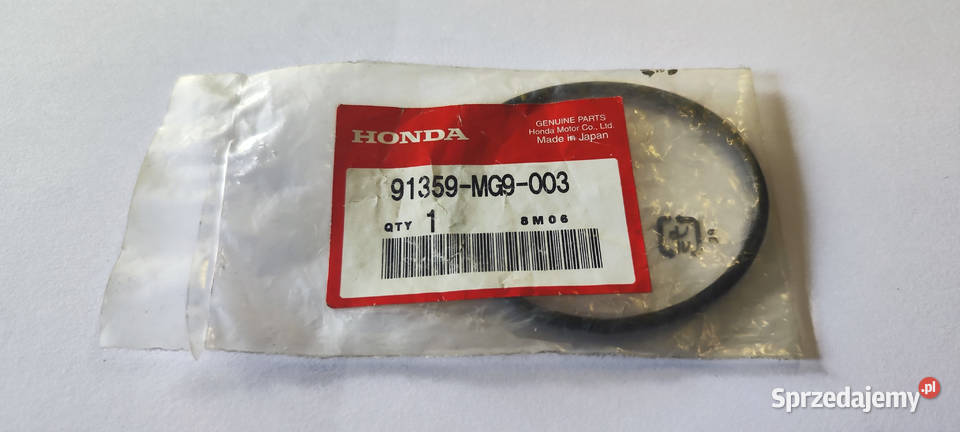 GENUINE PARTS
HONDA
Honda Motor Co., Ltd.
Made in Japan
91359-MG9-003
QTY 1 8M06
Sprzedajemy.pl